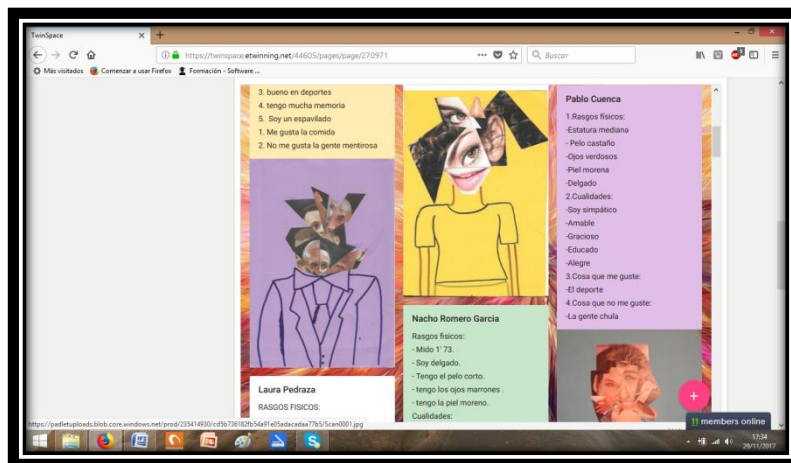 TwinSpace
https://twinspace.etwinning.net/44605/pages/page/270971
Buscar
Más visitados
Comenzar a usar Firefox
Formación - Software ...
3. bueno en deportes
4. tengo mucha memoria
5. Soy un espavilado
1. Me gusta la comida
2. No me gusta la gente mentirosa
Laura Pedraza
RASGOS FISICOS:
Nacho Romero Garcia
Rasgos fisicos:
- Mido 1' 73.
- Soy delgado.
- Tengo el pelo corto.
- tengo los ojos marrones .
- tengo la piel moreno.
Cualidades:
Pablo Cuenca
1.Rasgos físicos:
-Estatura mediana
- Pelo castaño
-Ojos verdosos
-Piel morena
-Delgado
2.Cualidades:
-Soy simpático
-Amable
-Gracioso
-Educado
-Alegre
3.Cosa que me guste:
-El deporte
4.Cosa que no me guste:
-La gente chula
11 members online
17:34
29/11/2017